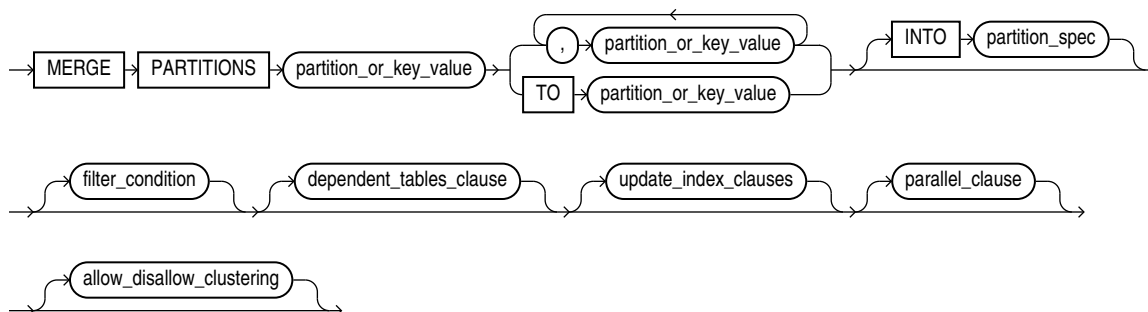 , partition_or_key_value INTO partition_spec
MERGE PARTITIONS partition_or_key_value
TO partition_or_key_value
filter_condition dependent_tables_clause update_index_clauses parallel_clause
allow_disallow_clustering